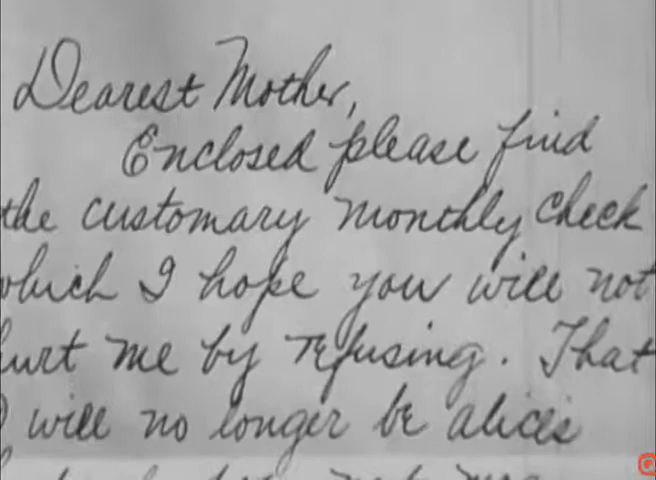 Dearest Mother,
Enclosed please find
the customary monthly check
which I hope you will not
hurt me by refusing. That
I will no longer be alice's